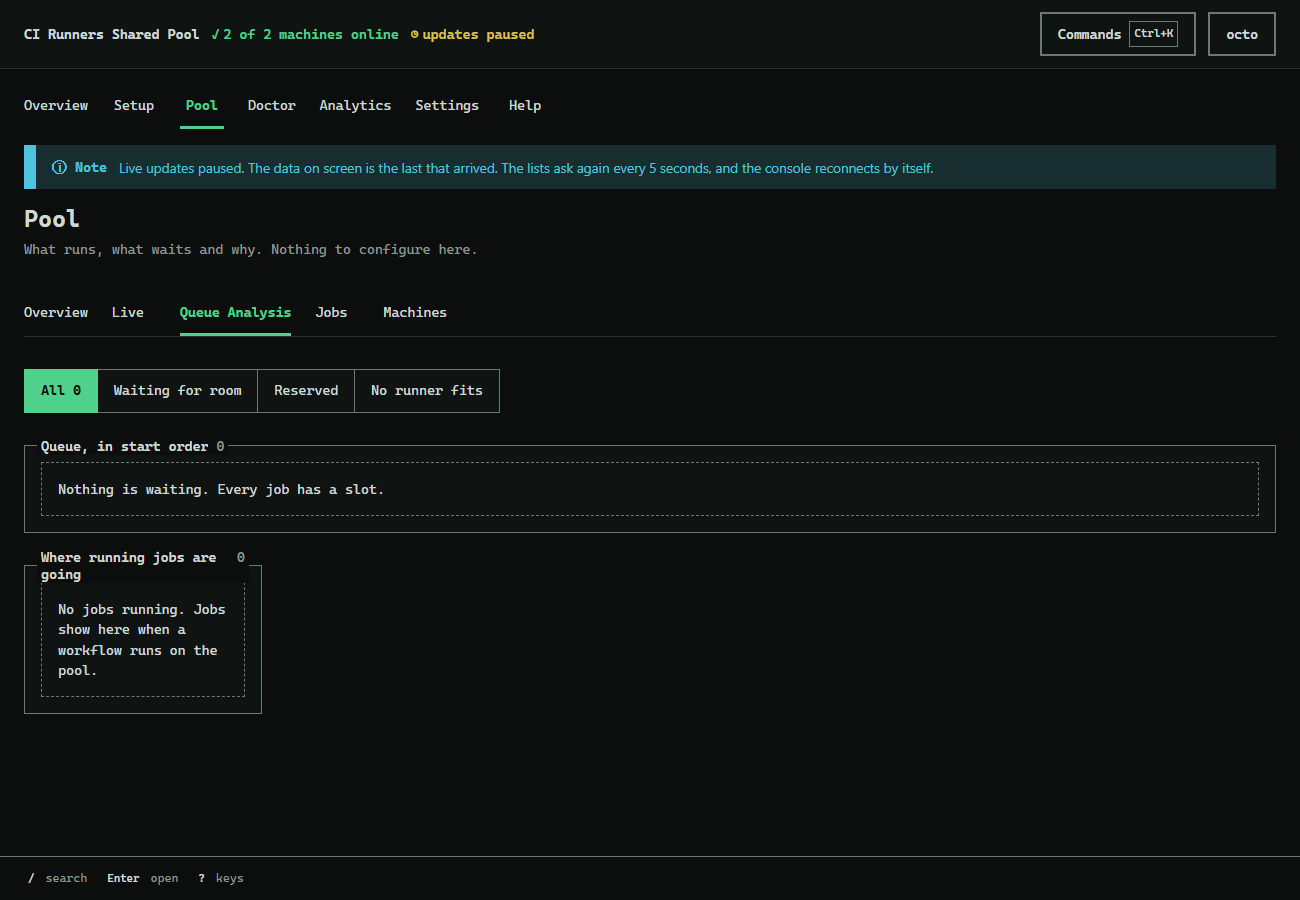 CI Runners Shared Pool ✓ 2 of 2 machines online updates paused Commands Ctrl+K octo
Overview Setup Pool Doctor Analytics Settings Help
Note Live updates paused. The data on screen is the last that arrived. The lists ask again every 5 seconds, and the console reconnects by itself.
Pool
What runs, what waits and why. Nothing to configure here.
Overview Live Queue Analysis Jobs Machines
All 0 Waiting for room Reserved No runner fits
Queue, in start order 0
Nothing is waiting. Every job has a slot.
Where running jobs are 0
going
No jobs running. Jobs
show here when a
workflow runs on the
pool.
/ search Enter open ? keys